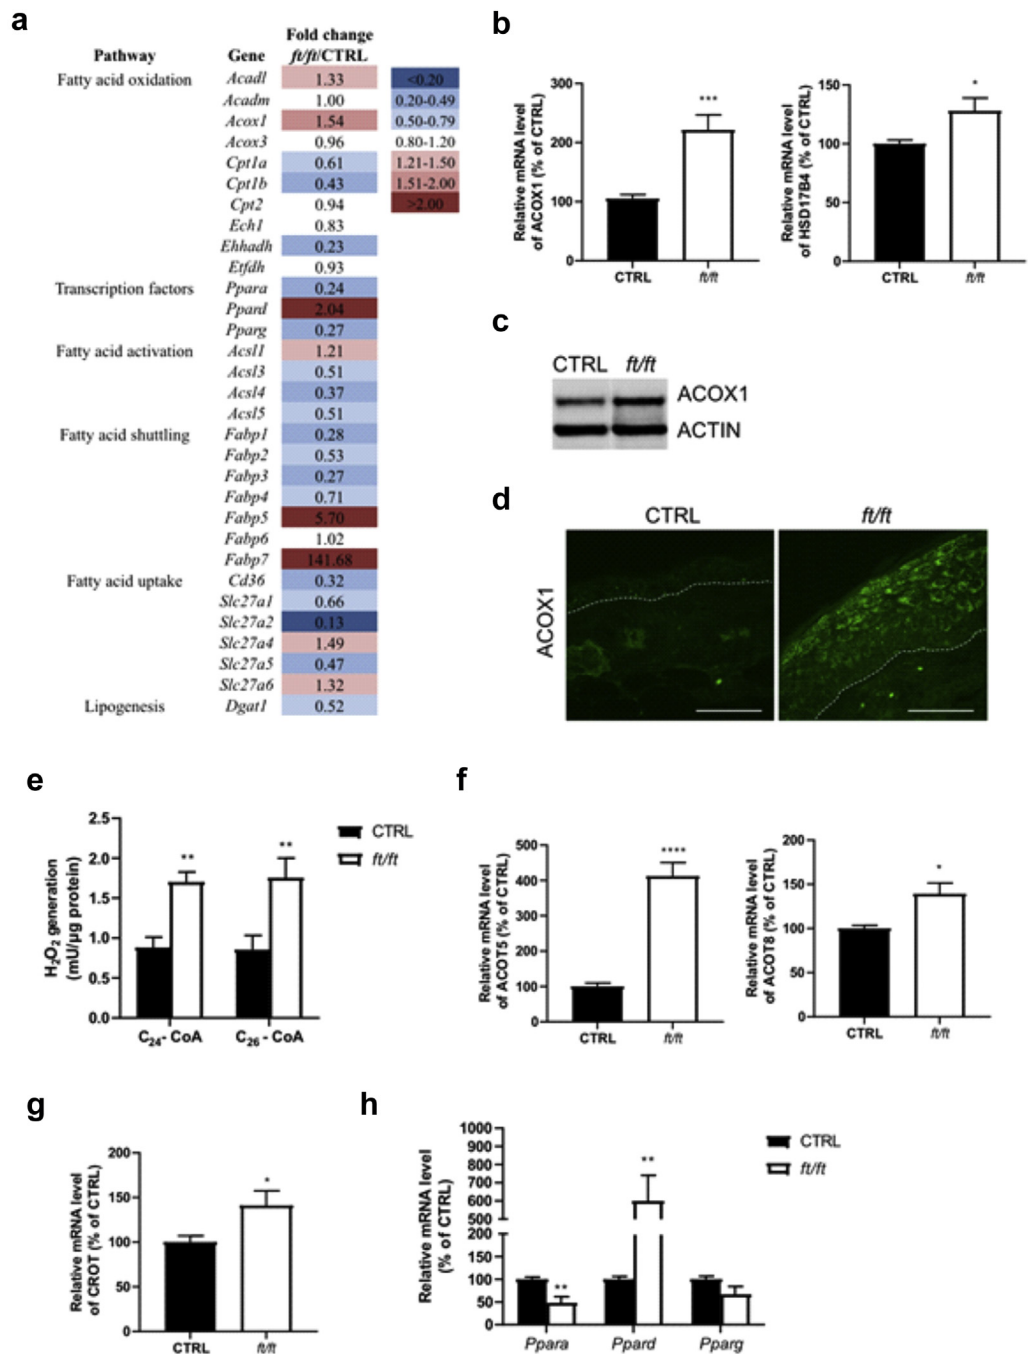 a
Pathway Gene Fold change ft/ft/CTRL
Fatty acid oxidation Acadl 1.33 <0.20
Acadm 1.00 0.20-0.49
Acox1 1.54 0.50-0.79
Acox3 0.96 0.80-1.20
Cpt1a 0.61 1.21-1.50
Cpt1b 0.43 1.51-2.00
Cpt2 0.94 >2.00
Ech1 0.83
Ehhadh 0.23
Etfdh 0.93
Transcription factors Ppara 0.24
Ppard 2.04
Pparg 0.27
Fatty acid activation Acsl1 1.21
Acsl3 0.51
Acsl4 0.37
Acsl5 0.51
Fatty acid shuttling Fabp1 0.28
Fabp2 0.53
Fabp3 0.27
Fabp4 0.71
Fabp5 5.70
Fabp6 1.02
Fabp7 141.68
Fatty acid uptake Cd36 0.32
Slc27a1 0.66
Slc27a2 0.13
Slc27a4 1.49
Slc27a5 0.47
Slc27a6 1.32
Lipogenesis Dgat1 0.52
b
Relative mRNA level
of ACOX1 (% of CTRL)
300
200
100
0
***
CTRL ft/ft
Relative mRNA level
of HSD17B4 (% of CTRL)
150
100
50
0
*
CTRL ft/ft
c
CTRL ft/ft
ACOX1
ACTIN
d
CTRL ft/ft
ACOX1
e
H₂O₂ generation
(mU/µg protein)
2.5
2.0
1.5
1.0
0.5
0.0
** **
C₂₄- CoA C₂₆ - CoA
CTRL
ft/ft
f
Relative mRNA level
of ACOT5 (% of CTRL)
500
400
300
200
100
0
****
CTRL ft/ft
Relative mRNA level
of ACOT8 (% of CTRL)
200
150
100
50
0
*
CTRL ft/ft
g
Relative mRNA level
of CROT (% of CTRL)
200
150
100
50
0
*
CTRL ft/ft
h
Relative mRNA level
(% of CTRL)
1000
900
800
700
600
500
200
150
100
50
0
** **
Ppara Ppard Pparg
CTRL
ft/ft